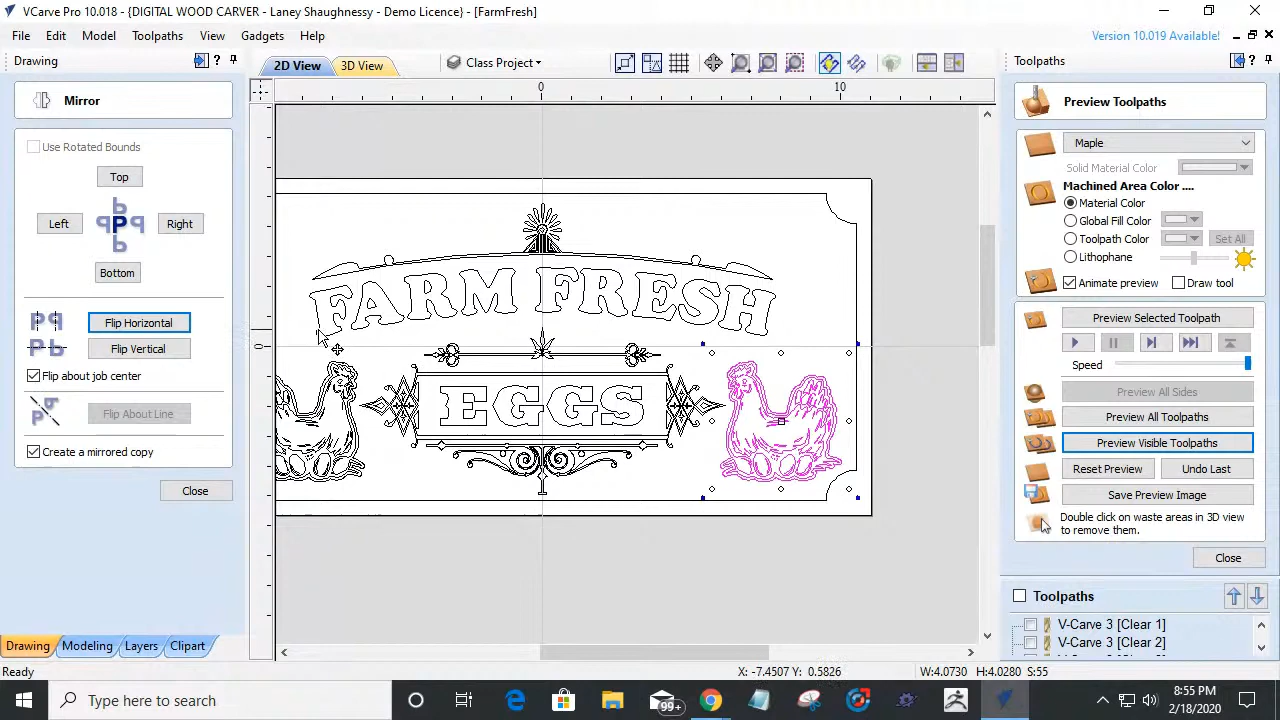 VCarve Pro 10.018 - {DIGITAL WOOD CARVER - Laney Shaughnessy - Demo Licence} - [FarmFresh]
File Edit Model Toolpaths View Gadgets Help
Version 10.019 Available!
Drawing
2D View
3D View
Class Project
Toolpaths
Mirror
Use Rotated Bounds
Top
Left
Right
Bottom
Flip Horizontal
Flip Vertical
Flip about job center
Flip About Line
Create a mirrored copy
Close
0
10
0
FARM FRESH
EGGS
Preview Toolpaths
Maple
Solid Material Color
Machined Area Color ....
Material Color
Global Fill Color
Toolpath Color
Set All
Lithophane
Animate preview
Draw tool
Preview Selected Toolpath
Speed
Preview All Sides
Preview All Toolpaths
Preview Visible Toolpaths
Reset Preview
Undo Last
Save Preview Image
Double click on waste areas in 3D view
to remove them.
Close
Toolpaths
V-Carve 3 [Clear 1]
V-Carve 3 [Clear 2]
Drawing
Modeling
Layers
Clipart
Ready
X: -7.4507 Y: 0.5826
W:4.0730 H:4.0280 S:55
Type here to search
99+
8:55 PM
2/18/2020